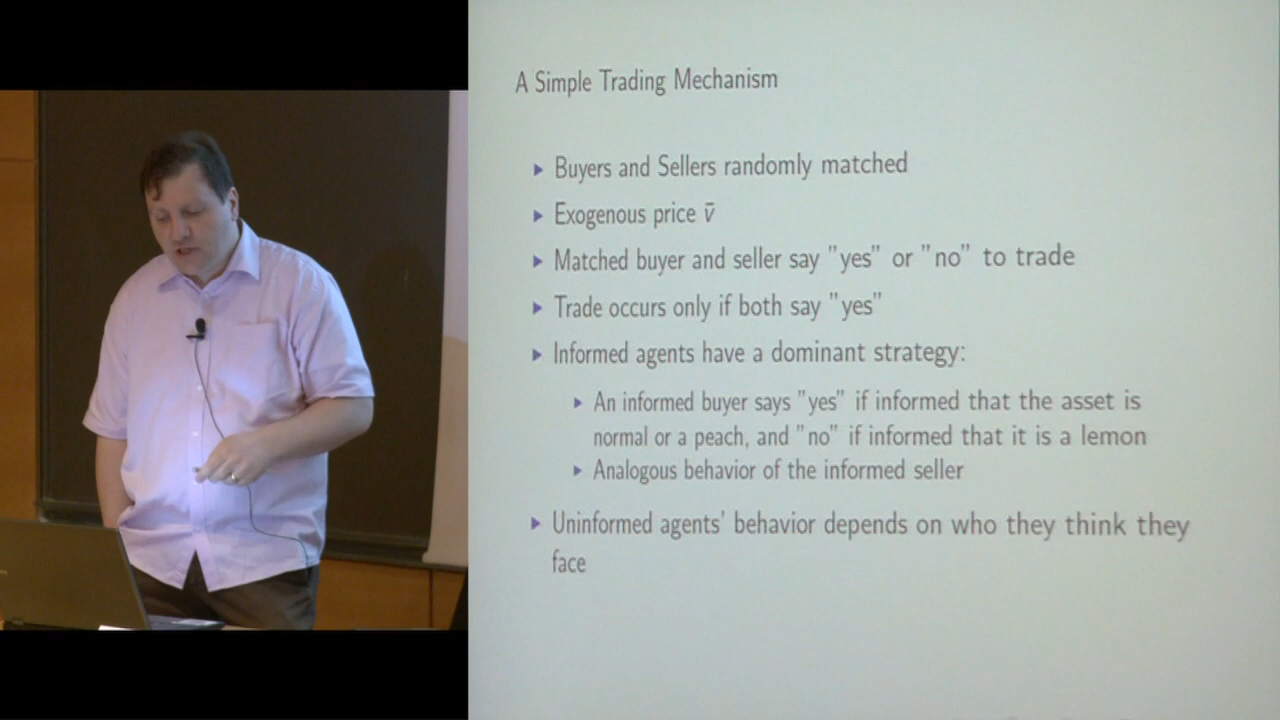 A Simple Trading Mechanism
Buyers and Sellers randomly matched
Exogenous price v̄
Matched buyer and seller say "yes" or "no" to trade
Trade occurs only if both say "yes"
Informed agents have a dominant strategy:
An informed buyer says "yes" if informed that the asset is
normal or a peach, and "no" if informed that it is a lemon
Analogous behavior of the informed seller
Uninformed agents' behavior depends on who they think they
face